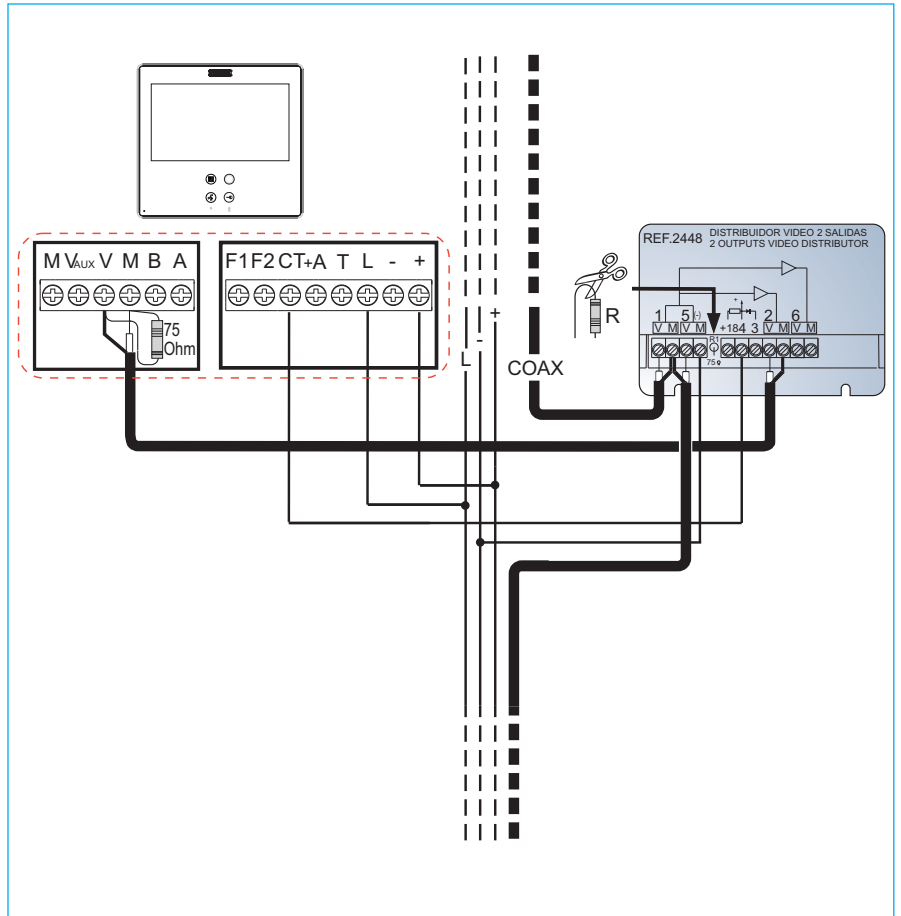 REF.2448 DISTRIBUIDOR VIDEO 2 SALIDAS
2 OUTPUTS VIDEO DISTRIBUTOR
M VAUX V M B A
F1 F2 CT +A T L - +
75
Ohm
R
+
-
L
COAX
1 5 (-) +18 4 3 2 6
V M V M V M V M
+
R1
75